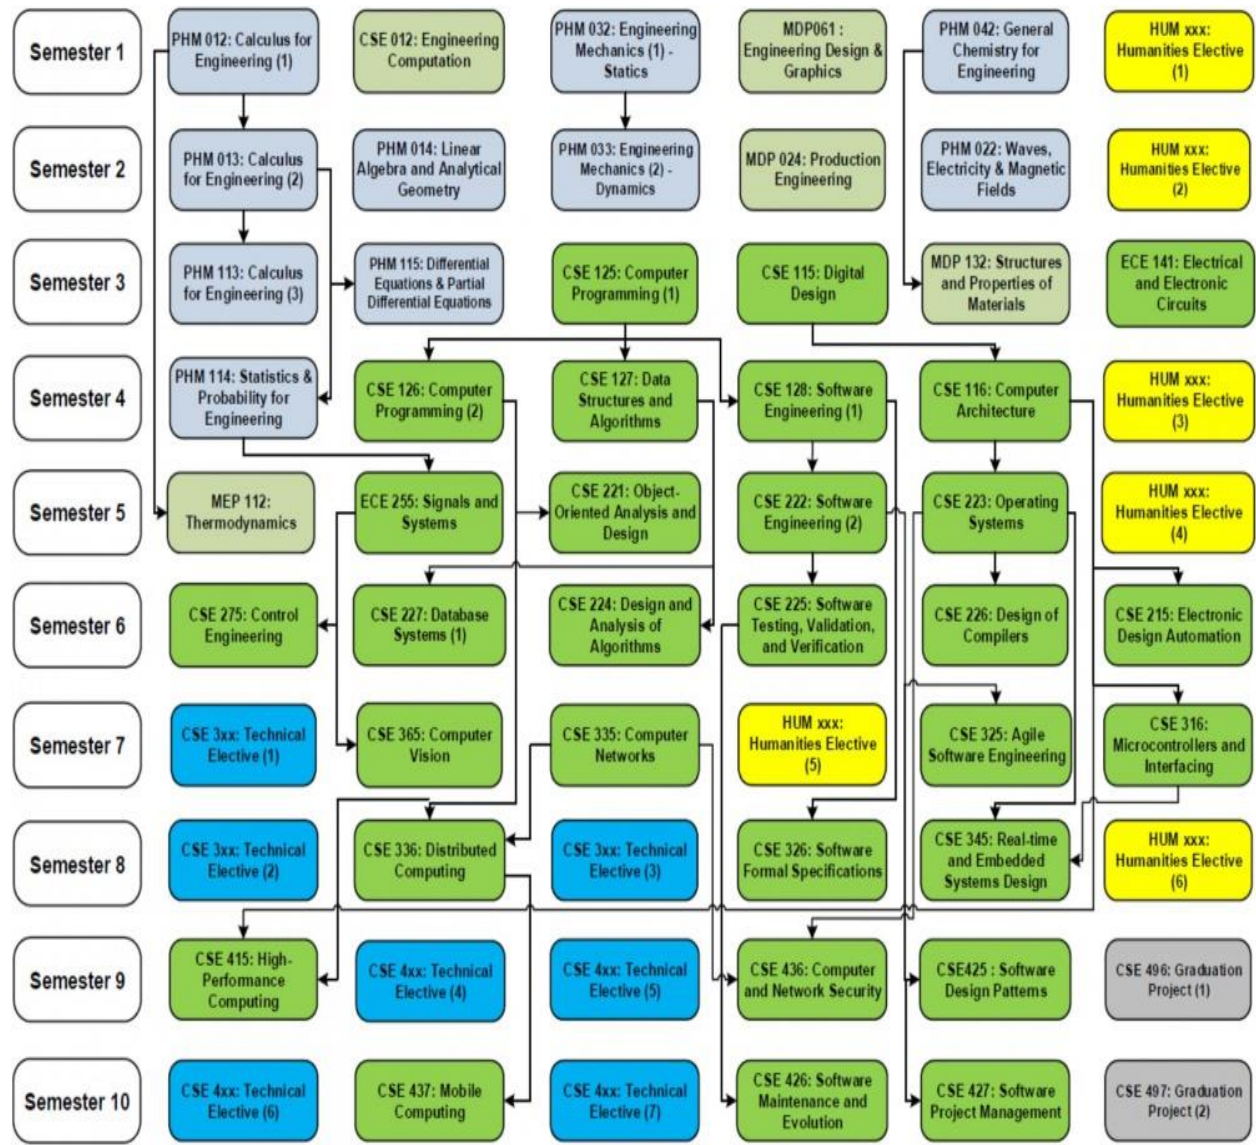 Semester 1
PHM 012: Calculus for
Engineering (1)
CSE 012: Engineering
Computation
PHM 032: Engineering
Mechanics (1) -
Statics
MDP061 :
Engineering Design &
Graphics
PHM 042: General
Chemistry for
Engineering
HUM xxx:
Humanities Elective
(1)
Semester 2
PHM 013: Calculus
for Engineering (2)
PHM 014: Linear
Algebra and Analytical
Geometry
PHM 033: Engineering
Mechanics (2) -
Dynamics
MDP 024: Production
Engineering
PHM 022: Waves,
Electricity & Magnetic
Fields
HUM xxx:
Humanities Elective
(2)
Semester 3
PHM 113: Calculus
for Engineering (3)
PHM 115: Differential
Equations & Partial
Differential Equations
CSE 125: Computer
Programming (1)
CSE 115: Digital
Design
MDP 132: Structures
and Properties of
Materials
ECE 141: Electrical
and Electronic
Circuits
Semester 4
PHM 114: Statistics &
Probability for
Engineering
CSE 126: Computer
Programming (2)
CSE 127: Data
Structures and
Algorithms
CSE 128: Software
Engineering (1)
CSE 116: Computer
Architecture
HUM xxx:
Humanities Elective
(3)
Semester 5
MEP 112:
Thermodynamics
ECE 255: Signals and
Systems
CSE 221: Object-
Oriented Analysis and
Design
CSE 222: Software
Engineering (2)
CSE 223: Operating
Systems
HUM xxx:
Humanities Elective
(4)
Semester 6
CSE 275: Control
Engineering
CSE 227: Database
Systems (1)
CSE 224: Design and
Analysis of
Algorithms
CSE 225: Software
Testing, Validation,
and Verification
CSE 226: Design of
Compilers
CSE 215: Electronic
Design Automation
Semester 7
CSE 3xx: Technical
Elective (1)
CSE 365: Computer
Vision
CSE 335: Computer
Networks
HUM xxx:
Humanities Elective
(5)
CSE 325: Agile
Software Engineering
CSE 316:
Microcontrollers and
Interfacing
Semester 8
CSE 3xx: Technical
Elective (2)
CSE 336: Distributed
Computing
CSE 3xx: Technical
Elective (3)
CSE 326: Software
Formal Specifications
CSE 345: Real-time
and Embedded
Systems Design
HUM xxx:
Humanities Elective
(6)
Semester 9
CSE 415: High-
Performance
Computing
CSE 4xx: Technical
Elective (4)
CSE 4xx: Technical
Elective (5)
CSE 436: Computer
and Network Security
CSE425 : Software
Design Patterns
CSE 496: Graduation
Project (1)
Semester 10
CSE 4xx: Technical
Elective (6)
CSE 437: Mobile
Computing
CSE 4xx: Technical
Elective (7)
CSE 426: Software
Maintenance and
Evolution
CSE 427: Software
Project Management
CSE 497: Graduation
Project (2)